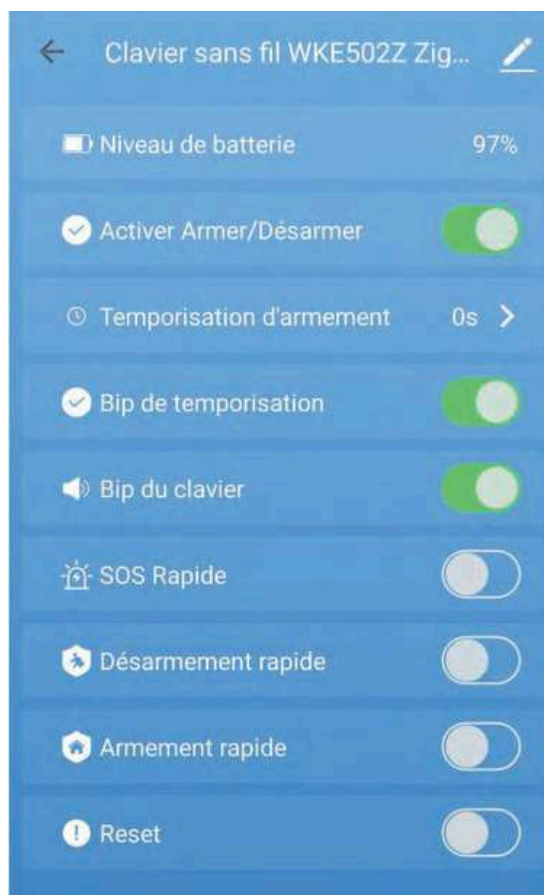 Clavier sans fil WKE502Z Zig...
Niveau de batterie 97%
Activer Armer/Désarmer
Temporisation d'armement 0s
Bip de temporisation
Bip du clavier
SOS Rapide
Désarmement rapide
Armement rapide
Reset